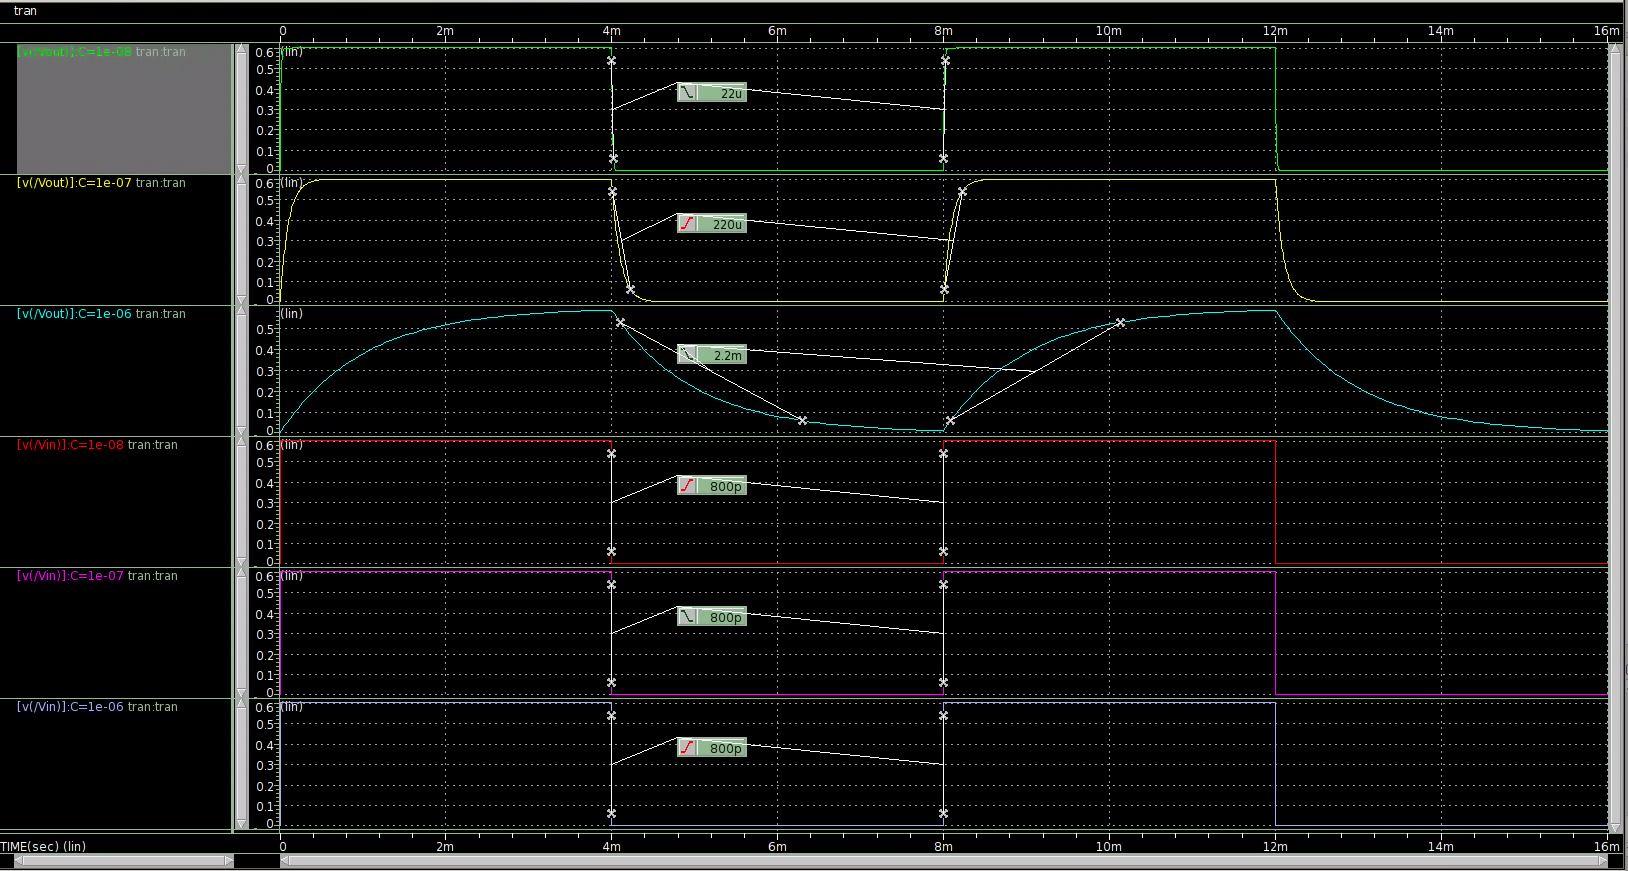 tran
0 2m 4m 6m 8m 10m 12m 14m 16m
[v(/Vout)]:C=1e-08 tran:tran
0.6 (lin)
0.5
0.4
22u
0.3
0.2
0.1
0
[v(/Vout)]:C=1e-07 tran:tran
0.6 (lin)
0.5
0.4
220u
0.3
0.2
0.1
0
[v(/Vout)]:C=1e-06 tran:tran
(lin)
0.5
0.4
2.2m
0.3
0.2
0.1
0
[v(/Vin)]:C=1e-08 tran:tran
0.6 (lin)
0.5
0.4
800p
0.3
0.2
0.1
0
[v(/Vin)]:C=1e-07 tran:tran
0.6 (lin)
0.5
0.4
800p
0.3
0.2
0.1
0
[v(/Vin)]:C=1e-06 tran:tran
0.6 (lin)
0.5
0.4
800p
0.3
0.2
0.1
0
TIME(sec) (lin) 0 2m 4m 6m 8m 10m 12m 14m 16m